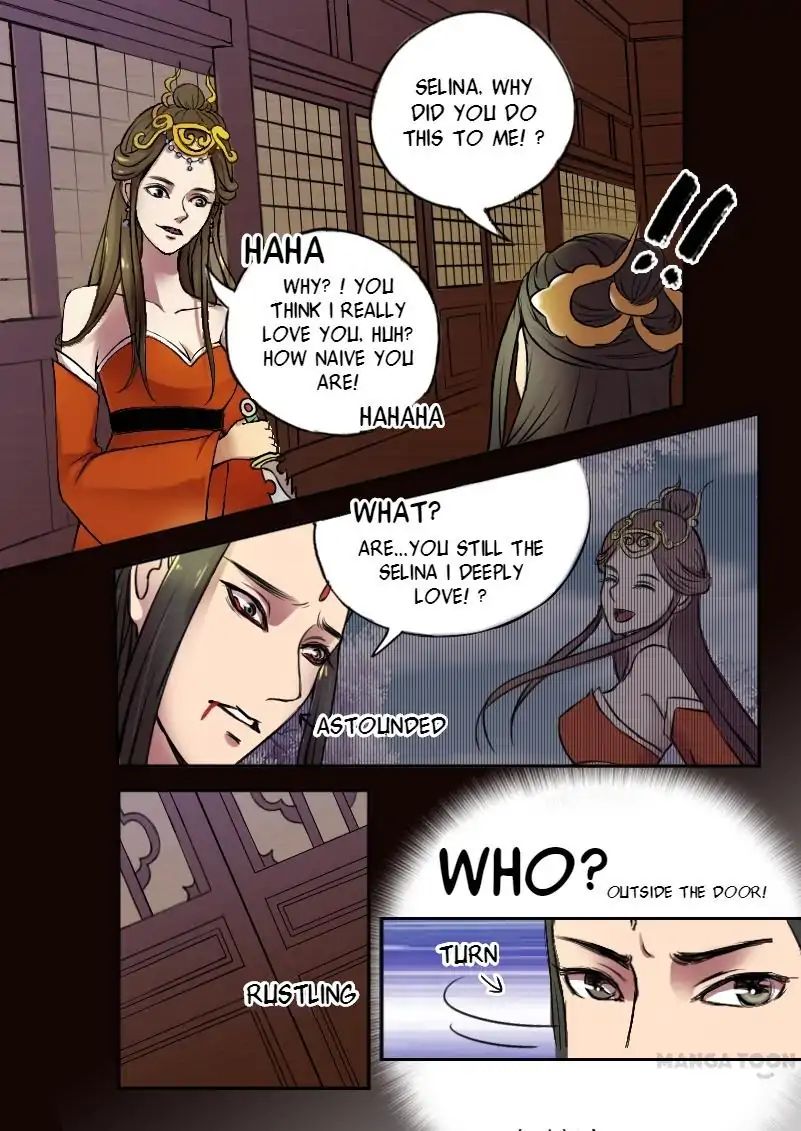 SELINA, WHY
DID YOU DO
THIS TO ME! ?
!!
HAHA
WHY? ! YOU
THINK I REALLY
LOVE YOU, HUH?
HOW NAIVE YOU
ARE!
HAHAHA
WHAT?
ARE...YOU STILL THE
SELINA I DEEPLY
LOVE! ?
ASTOUNDED
WHO?
OUTSIDE THE DOOR!
TURN
RUSTLING
MANGA TOON